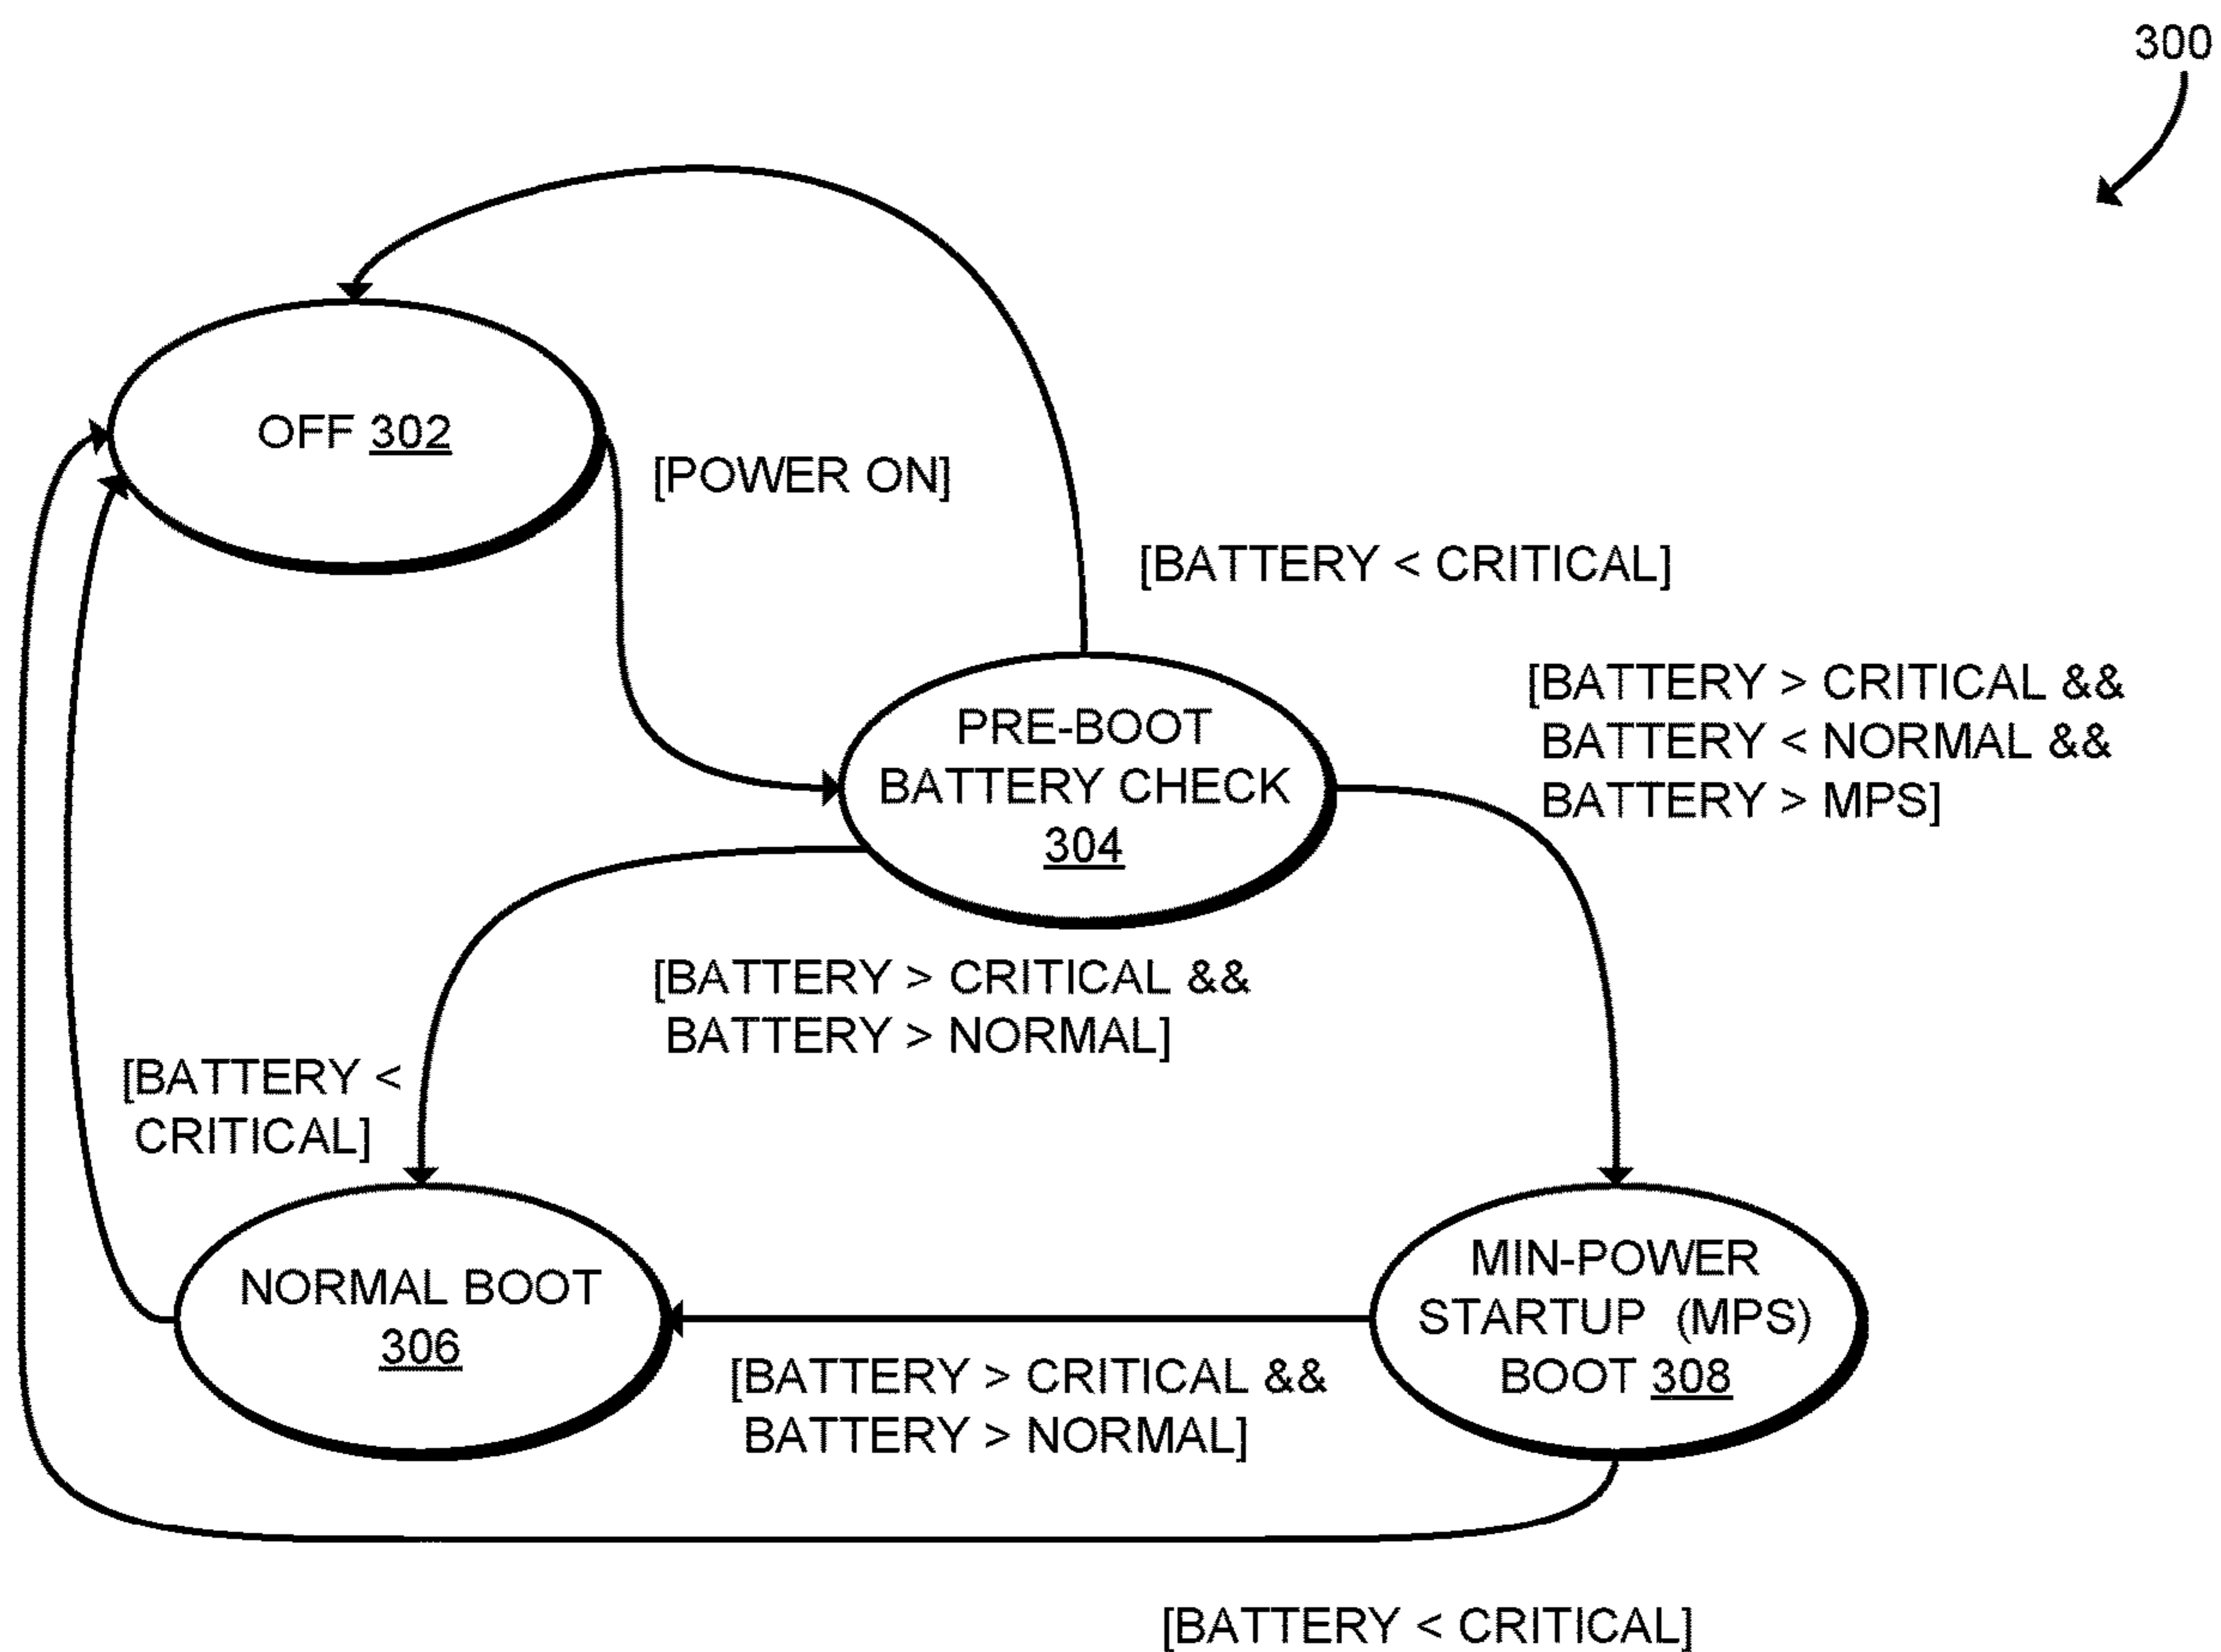 300
OFF 302
[POWER ON]
[BATTERY < CRITICAL]
[BATTERY > CRITICAL &&
BATTERY < NORMAL &&
BATTERY > MPS]
PRE-BOOT
BATTERY CHECK
304
[BATTERY > CRITICAL &&
BATTERY > NORMAL]
[BATTERY <
CRITICAL]
NORMAL BOOT
306
MIN-POWER
STARTUP (MPS)
BOOT 308
[BATTERY > CRITICAL &&
BATTERY > NORMAL]
[BATTERY < CRITICAL]